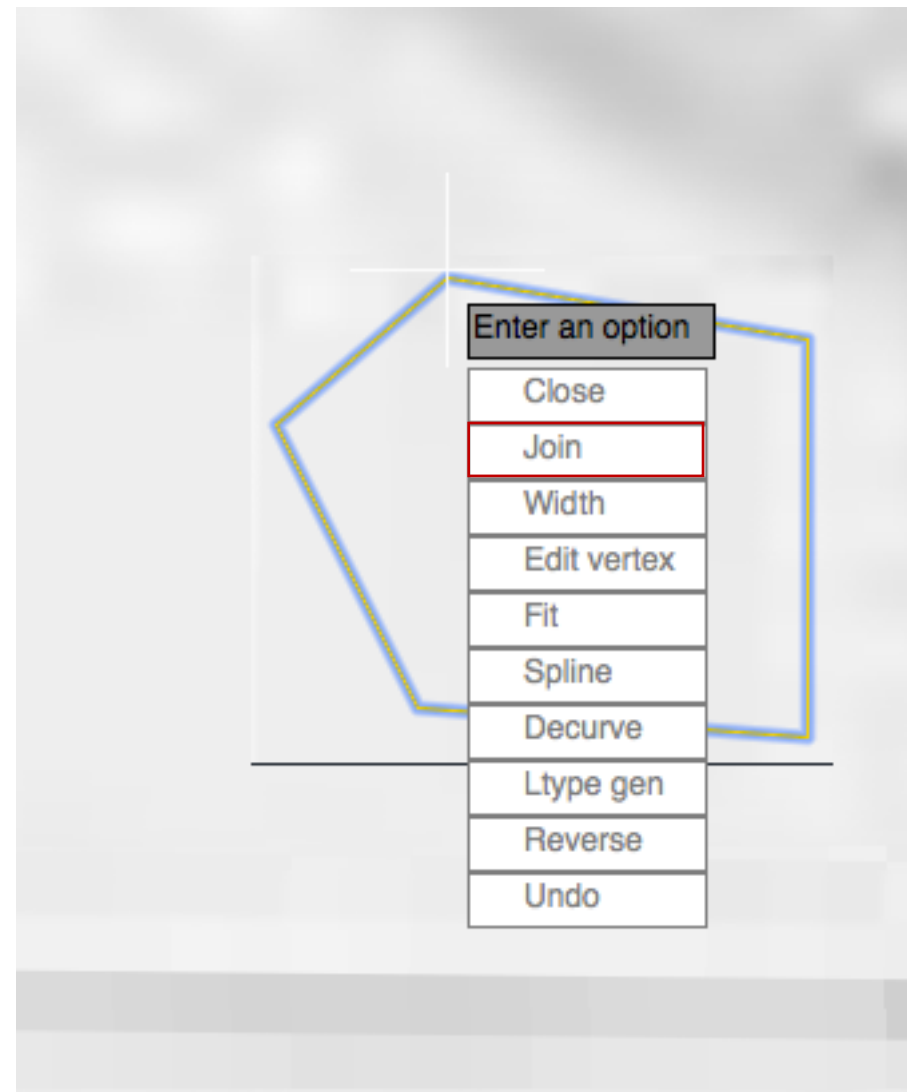 Enter an option
Close
Join
Width
Edit vertex
Fit
Spline
Decurve
Ltype gen
Reverse
Undo